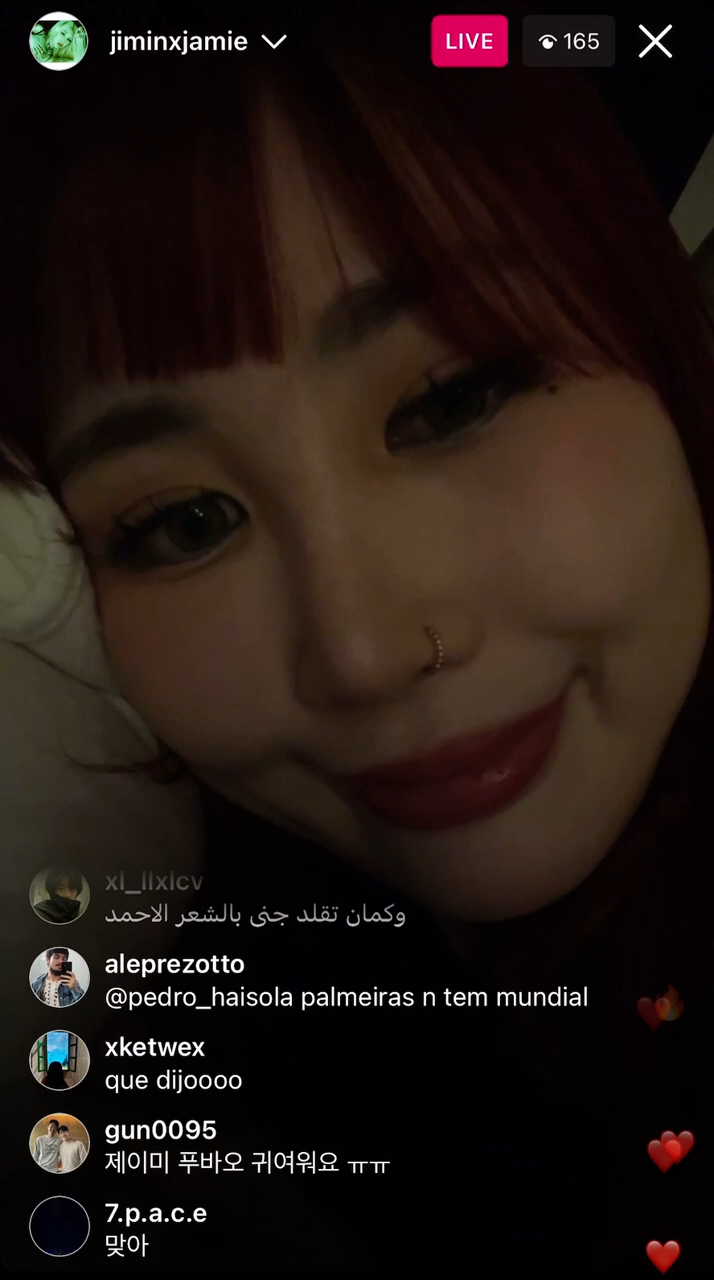 jiminxjamie
LIVE
165
xl_llxlcv
وكمان تقلد جنى بالشعر الاحمد
aleprezotto
@pedro_haisola palmeiras n tem mundial
xketwex
que dijoooo
gun0095
제이미 푸바오 귀여워요 ㅠㅠ
7.p.a.c.e
맞아